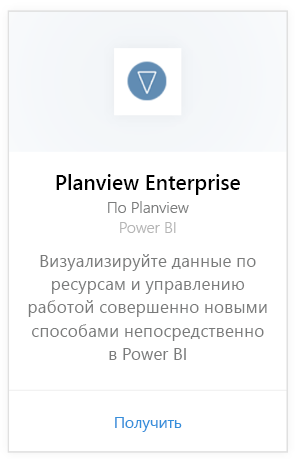 Planview Enterprise
По Planview
Power BI
Визуализируйте данные по
ресурсам и управлению
работой совершенно новыми
способами непосредственно
в Power BI
Получить